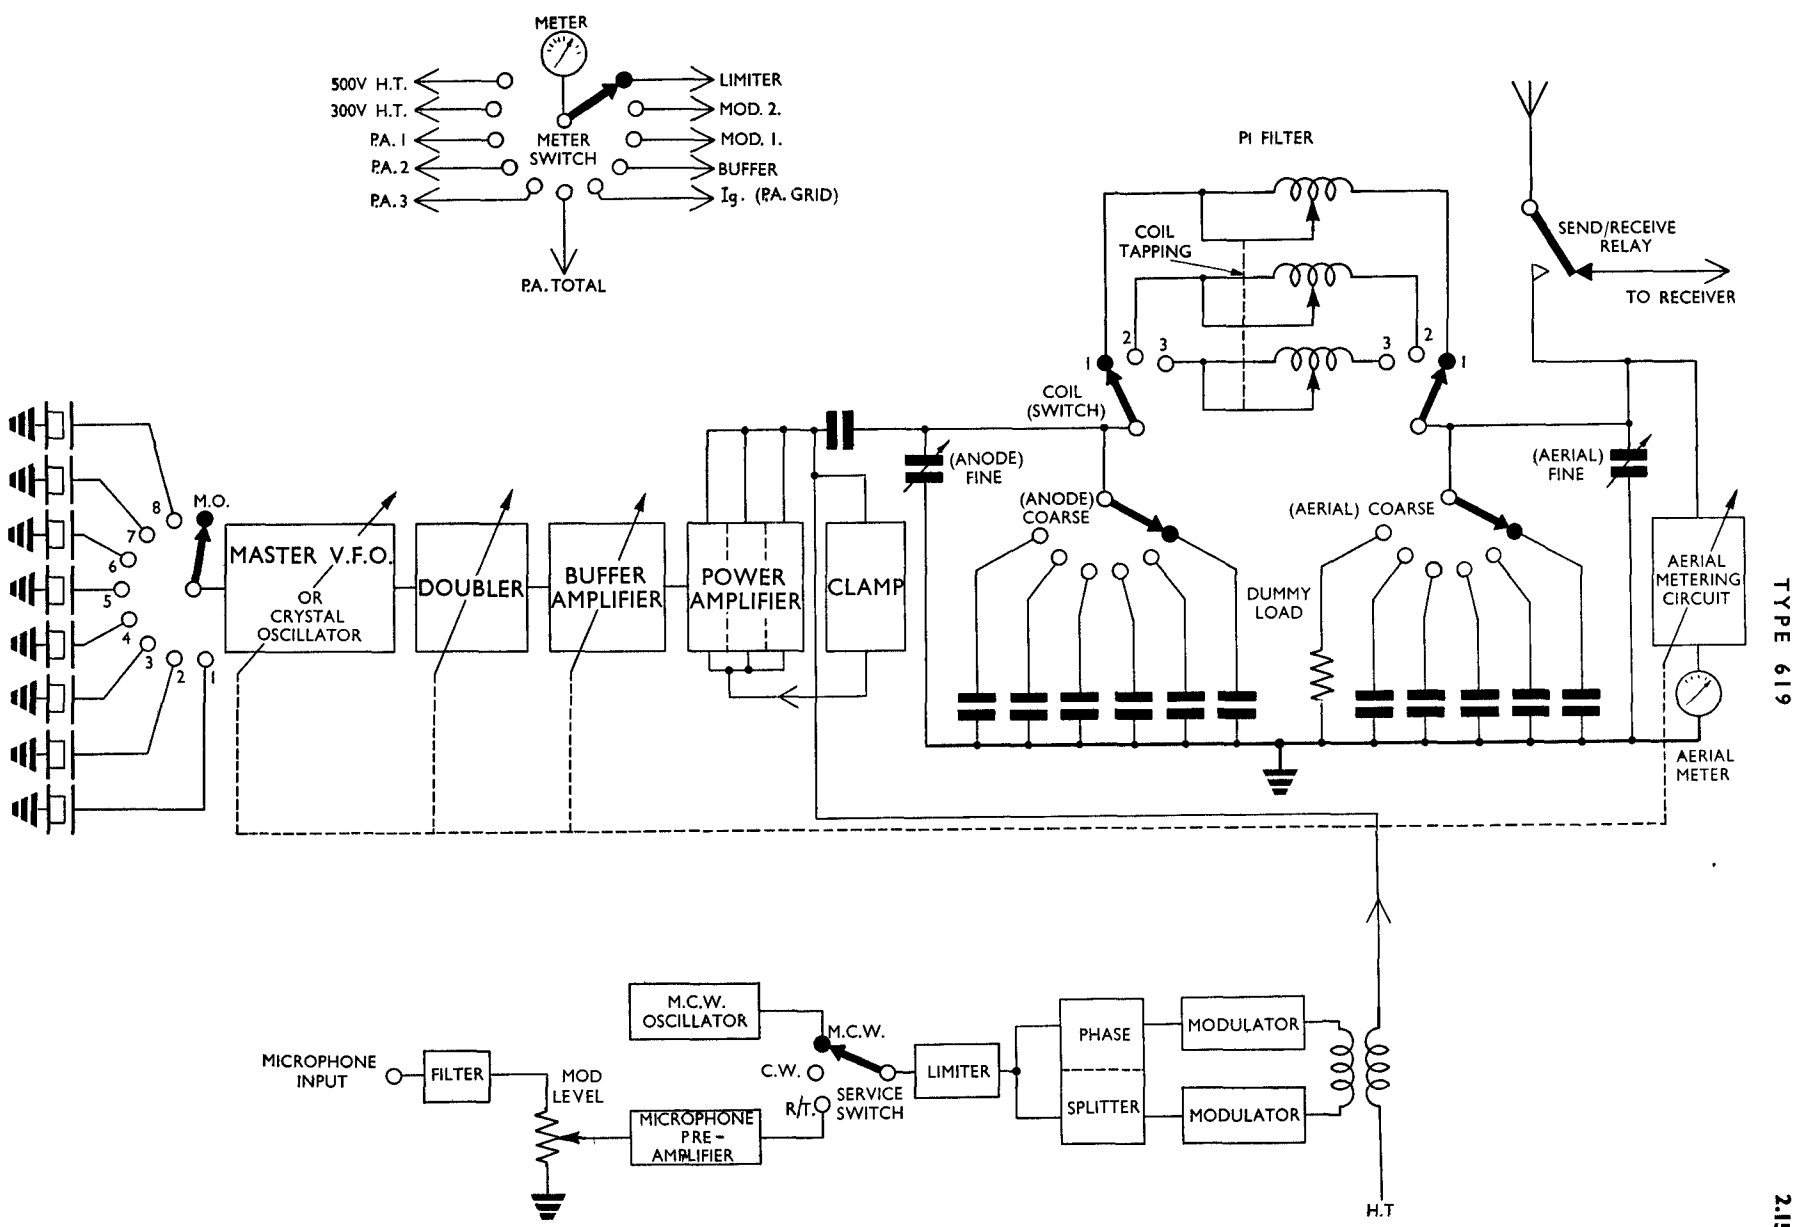 METER
500V H.T.
LIMITER
300V H.T.
MOD. 2.
P.A. 1
METER
SWITCH
MOD. 1.
P.A. 2
BUFFER
P.A. 3
Ig. (P.A. GRID)
P.A. TOTAL
PI FILTER
COIL
TAPPING
SEND/RECEIVE
RELAY
TO RECEIVER
1
2
3
3
2
1
COIL
(SWITCH)
(ANODE)
FINE
(ANODE)
COARSE
(AERIAL) COARSE
(AERIAL)
FINE
DUMMY
LOAD
AERIAL
METERING
CIRCUIT
AERIAL
METER
M.O.
8
7
6
5
4
3
2
1
MASTER V.F.O.
OR
CRYSTAL
OSCILLATOR
DOUBLER
BUFFER
AMPLIFIER
POWER
AMPLIFIER
CLAMP
TYPE 619
M.C.W.
OSCILLATOR
M.C.W.
C.W.
R/T.
SERVICE
SWITCH
MICROPHONE
INPUT
FILTER
MOD
LEVEL
MICROPHONE
PRE-
AMPLIFIER
LIMITER
PHASE
SPLITTER
MODULATOR
MODULATOR
H.T